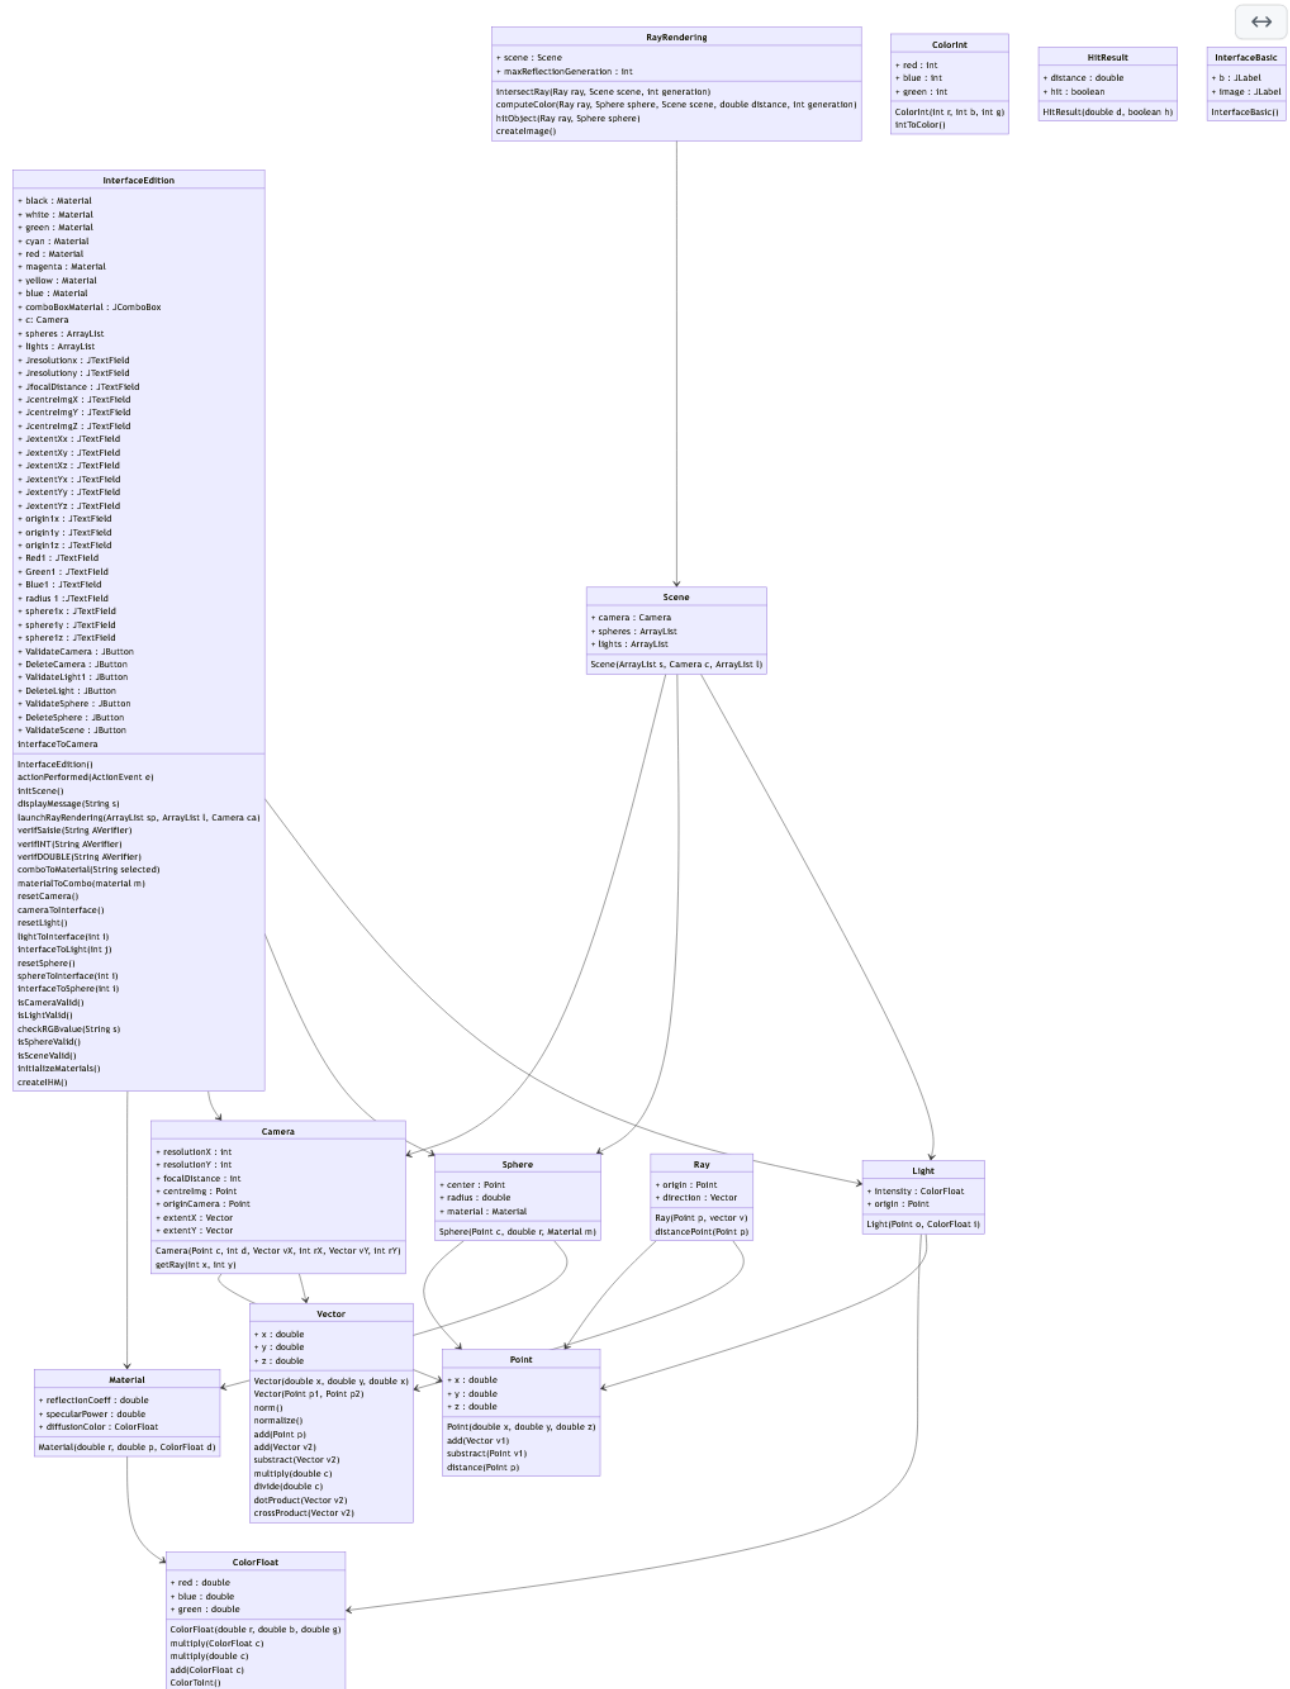 RayRendering
+ scene : Scene
+ maxReflectionGeneration : int
intersectRay(Ray ray, Scene scene, int generation)
computeColor(Ray ray, Sphere sphere, Scene scene, double distance, int generation)
hitObject(Ray ray, Sphere sphere)
createImage()
ColorInt
+ red : int
+ blue : int
+ green : int
ColorInt(int r, int b, int g)
intToColor()
HitResult
+ distance : double
+ hit : boolean
HitResult(double d, boolean h)
InterfaceBasic
+ b : JLabel
+ image : JLabel
InterfaceBasic()
InterfaceEdition
+ black : Material
+ white : Material
+ green : Material
+ cyan : Material
+ red : Material
+ magenta : Material
+ yellow : Material
+ blue : Material
+ comboBoxMaterial : JComboBox
+ c: Camera
+ spheres : ArrayList
+ lights : ArrayList
+ Jresolutionx : JTextField
+ Jresolutiony : JTextField
+ JfocalDistance : JTextField
+ JcentreImgX : JTextField
+ JcentreImgY : JTextField
+ JcentreImgZ : JTextField
+ JextentXx : JTextField
+ JextentXy : JTextField
+ JextentXz : JTextField
+ JextentYx : JTextField
+ JextentYy : JTextField
+ JextentYz : JTextField
+ origin1x : JTextField
+ origin1y : JTextField
+ origin1z : JTextField
+ Red1 : JTextField
+ Green1 : JTextField
+ Blue1 : JTextField
+ radius 1 :JTextField
+ sphere1x : JTextField
+ sphere1y : JTextField
+ sphere1z : JTextField
+ ValidateCamera : JButton
+ DeleteCamera : JButton
+ ValidateLight1 : JButton
+ DeleteLight : JButton
+ ValidateSphere : JButton
+ DeleteSphere : JButton
+ ValidateScene : JButton
interfaceToCamera
InterfaceEdition()
actionPerformed(ActionEvent e)
initScene()
displayMessage(String s)
launchRayRendering(ArrayList sp, ArrayList l, Camera ca)
verifSaisie(String AVerifier)
verifINT(String AVerifier)
verifDOUBLE(String AVerifier)
comboToMaterial(String selected)
materialToCombo(material m)
resetCamera()
cameraToInterface()
resetLight()
lightToInterface(int i)
interfaceToLight(int j)
resetSphere()
sphereToInterface(int i)
interfaceToSphere(int i)
isCameraValid()
isLightValid()
checkRGBvalue(String s)
isSphereValid()
isSceneValid()
initializeMaterials()
createIHM()
Scene
+ camera : Camera
+ spheres : ArrayList
+ lights : ArrayList
Scene(ArrayList s, Camera c, ArrayList l)
Camera
+ resolutionX : int
+ resolutionY : int
+ focalDistance : int
+ centreImg : Point
+ originCamera : Point
+ extentX : Vector
+ extentY : Vector
Camera(Point c, int d, Vector vX, int rX, Vector vY, int rY)
getRay(int x, int y)
Sphere
+ center : Point
+ radius : double
+ material : Material
Sphere(Point c, double r, Material m)
Ray
+ origin : Point
+ direction : Vector
Ray(Point p, vector v)
distancePoint(Point p)
Light
+ intensity : ColorFloat
+ origin : Point
Light(Point o, ColorFloat i)
Vector
+ x : double
+ y : double
+ z : double
Vector(double x, double y, double x)
Vector(Point p1, Point p2)
norm()
normalize()
add(Point p)
add(Vector v2)
substract(Vector v2)
multiply(double c)
divide(double c)
dotProduct(Vector v2)
crossProduct(Vector v2)
Point
+ x : double
+ y : double
+ z : double
Point(double x, double y, double z)
add(Vector v1)
substract(Point v1)
distance(Point p)
Material
+ reflectionCoeff : double
+ specularPower : double
+ diffusionColor : ColorFloat
Material(double r, double p, ColorFloat d)
ColorFloat
+ red : double
+ blue : double
+ green : double
ColorFloat(double r, double b, double g)
multiply(ColorFloat c)
multiply(double c)
add(ColorFloat c)
ColorToInt()